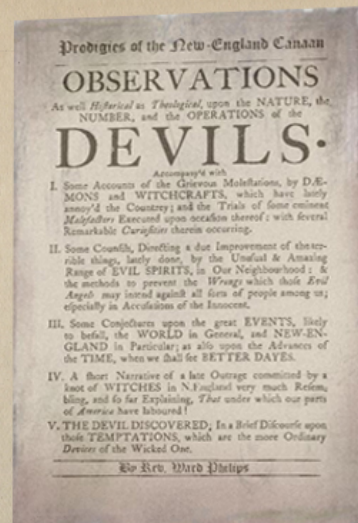 Prodigies of the New-England Canaan
OBSERVATIONS
As well Historical as Theological, upon the NATURE, the
NUMBER, and the OPERATIONS of the
DEVILS.
Accompany'd with
I. Some Accounts of the Grievous Molestations, by DÆ-
MONS and WITCHCRAFTS, which have lately
annoy'd the Countrey; and the Trials of some eminent
Malefactors Executed upon occasion thereof: with several
Remarkable Curiosities therein occurring.
II. Some Counsils, Directing a due Improvement of the ter-
rible things, lately done, by the Unusual & Amazing
Range of EVIL SPIRITS, in Our Neighbourhood: &
the methods to prevent the Wrongs which those Evil
Angels may intend against all sorts of people among us;
especially in Accusations of the Innocent.
III. Some Conjectures upon the great EVENTS, likely
to befall, the WORLD in General, and NEW-EN-
GLAND in Particular; as also upon the Advances of
the TIME, when we shall see BETTER DAYES.
IV. A short Narrative of a late Outrage committed by a
knot of WITCHES in N.England very much Resem-
bling, and so far Explaining, That under which our parts
of America have laboured!
V. THE DEVIL DISCOVERED; In a Brief Discourse upon
those TEMPTATIONS, which are the more Ordinary
Devices of the Wicked One.
By Rev. Ward Philips